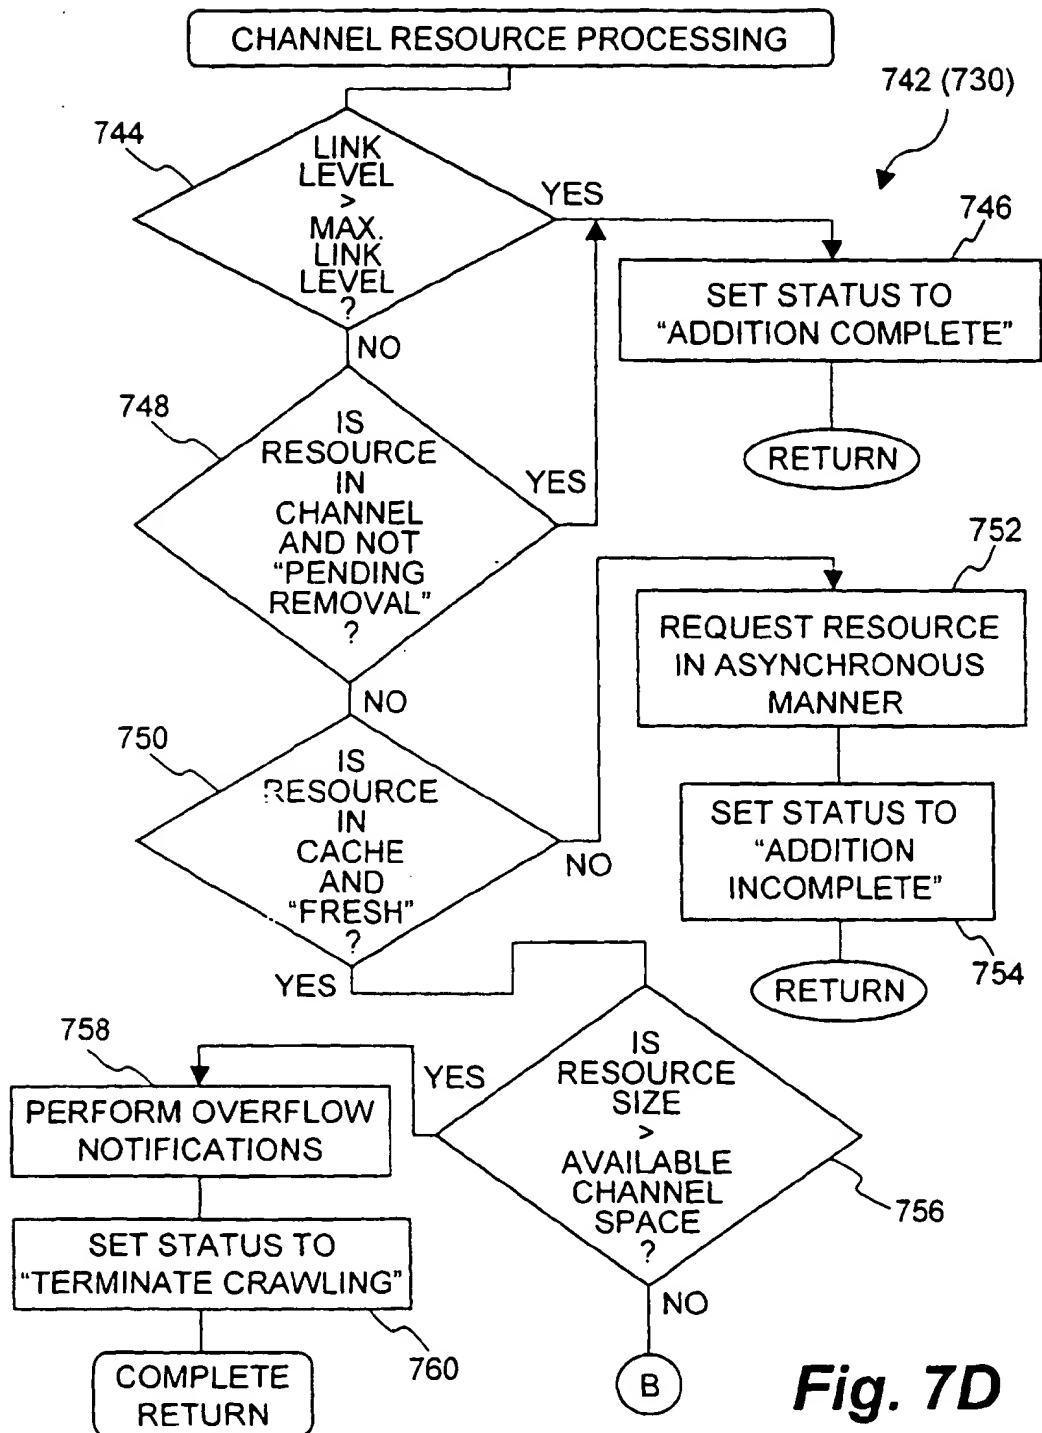 CHANNEL RESOURCE PROCESSING
742 (730)
744
LINK
LEVEL
>
MAX.
LINK
LEVEL
?
YES
NO
746
SET STATUS TO
“ADDITION COMPLETE”
RETURN
748
IS
RESOURCE
IN
CHANNEL
AND NOT
“PENDING
REMOVAL”
?
YES
NO
750
IS
RESOURCE
IN
CACHE
AND
“FRESH”
?
NO
YES
752
REQUEST RESOURCE
IN ASYNCHRONOUS
MANNER
SET STATUS TO
“ADDITION
INCOMPLETE”
754
RETURN
IS
RESOURCE
SIZE
>
AVAILABLE
CHANNEL
SPACE
?
756
YES
NO
758
PERFORM OVERFLOW
NOTIFICATIONS
SET STATUS TO
“TERMINATE CRAWLING”
760
COMPLETE
RETURN
B
Fig. 7D